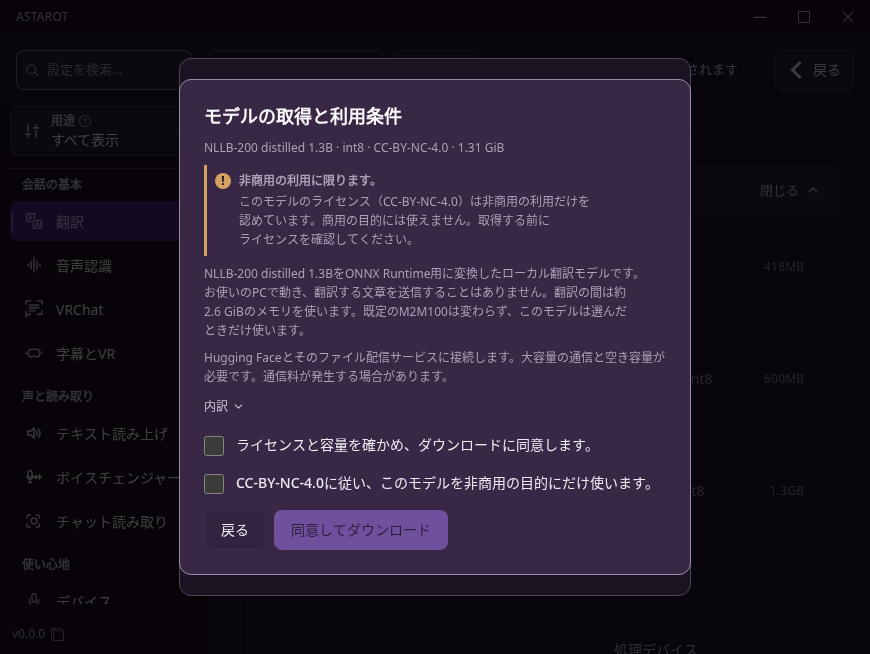 ASTAROT
設定を検索...
されます
戻る
用途
すべて表示
会話の基本
翻訳
音声認識
VRChat
字幕とVR
声と読み取り
テキスト読み上げ
ボイスチェンジャー
チャット読み取り
使い心地
デバイス
v0.0.0
モデルの取得と利用条件
NLLB-200 distilled 1.3B · int8 · CC-BY-NC-4.0 · 1.31 GiB
非商用の利用に限ります。
このモデルのライセンス（CC-BY-NC-4.0）は非商用の利用だけを
認めています。商用の目的には使えません。取得する前に
ライセンスを確認してください。
NLLB-200 distilled 1.3BをONNX Runtime用に変換したローカル翻訳モデルです。
お使いのPCで動き、翻訳する文章を送信することはありません。翻訳の間は約
2.6 GiBのメモリを使います。既定のM2M100は変わらず、このモデルは選んだ
ときだけ使います。
Hugging Faceとそのファイル配信サービスに接続します。大容量の通信と空き容量が
必要です。通信料が発生する場合があります。
内訳
ライセンスと容量を確かめ、ダウンロードに同意します。
CC-BY-NC-4.0に従い、このモデルを非商用の目的にだけ使います。
戻る
同意してダウンロード
閉じる
418MB
nt8
600MB
t8
1.3GB
処理デバイス